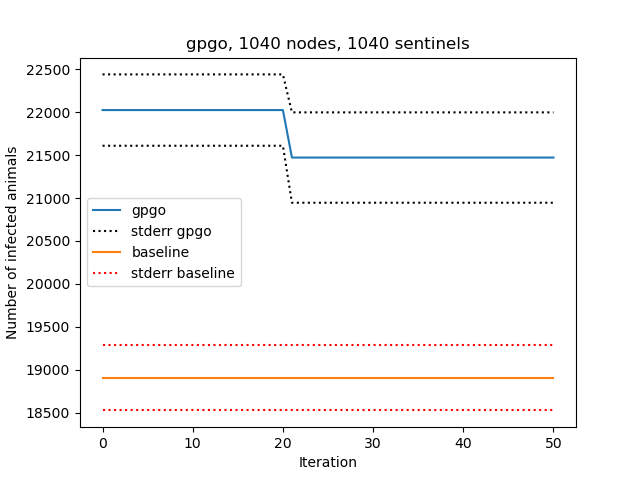 gpgo, 1040 nodes, 1040 sentinels
22500
22000
21500
21000
20500
20000
19500
19000
18500
Number of infected animals
gpgo
stderr gpgo
baseline
stderr baseline
0 10 20 30 40 50
Iteration